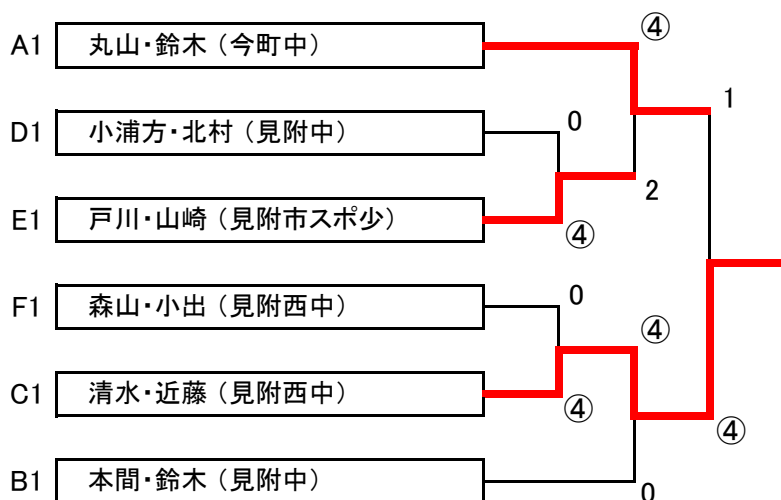 ④
A1 丸山・鈴木（今町中）
1
0
D1 小浦方・北村（見附中）
2
E1 戸川・山崎（見附市スポ少）
④
0
F1 森山・小出（見附西中）
④
C1 清水・近藤（見附西中）
④
④
B1 本間・鈴木（見附中）
0